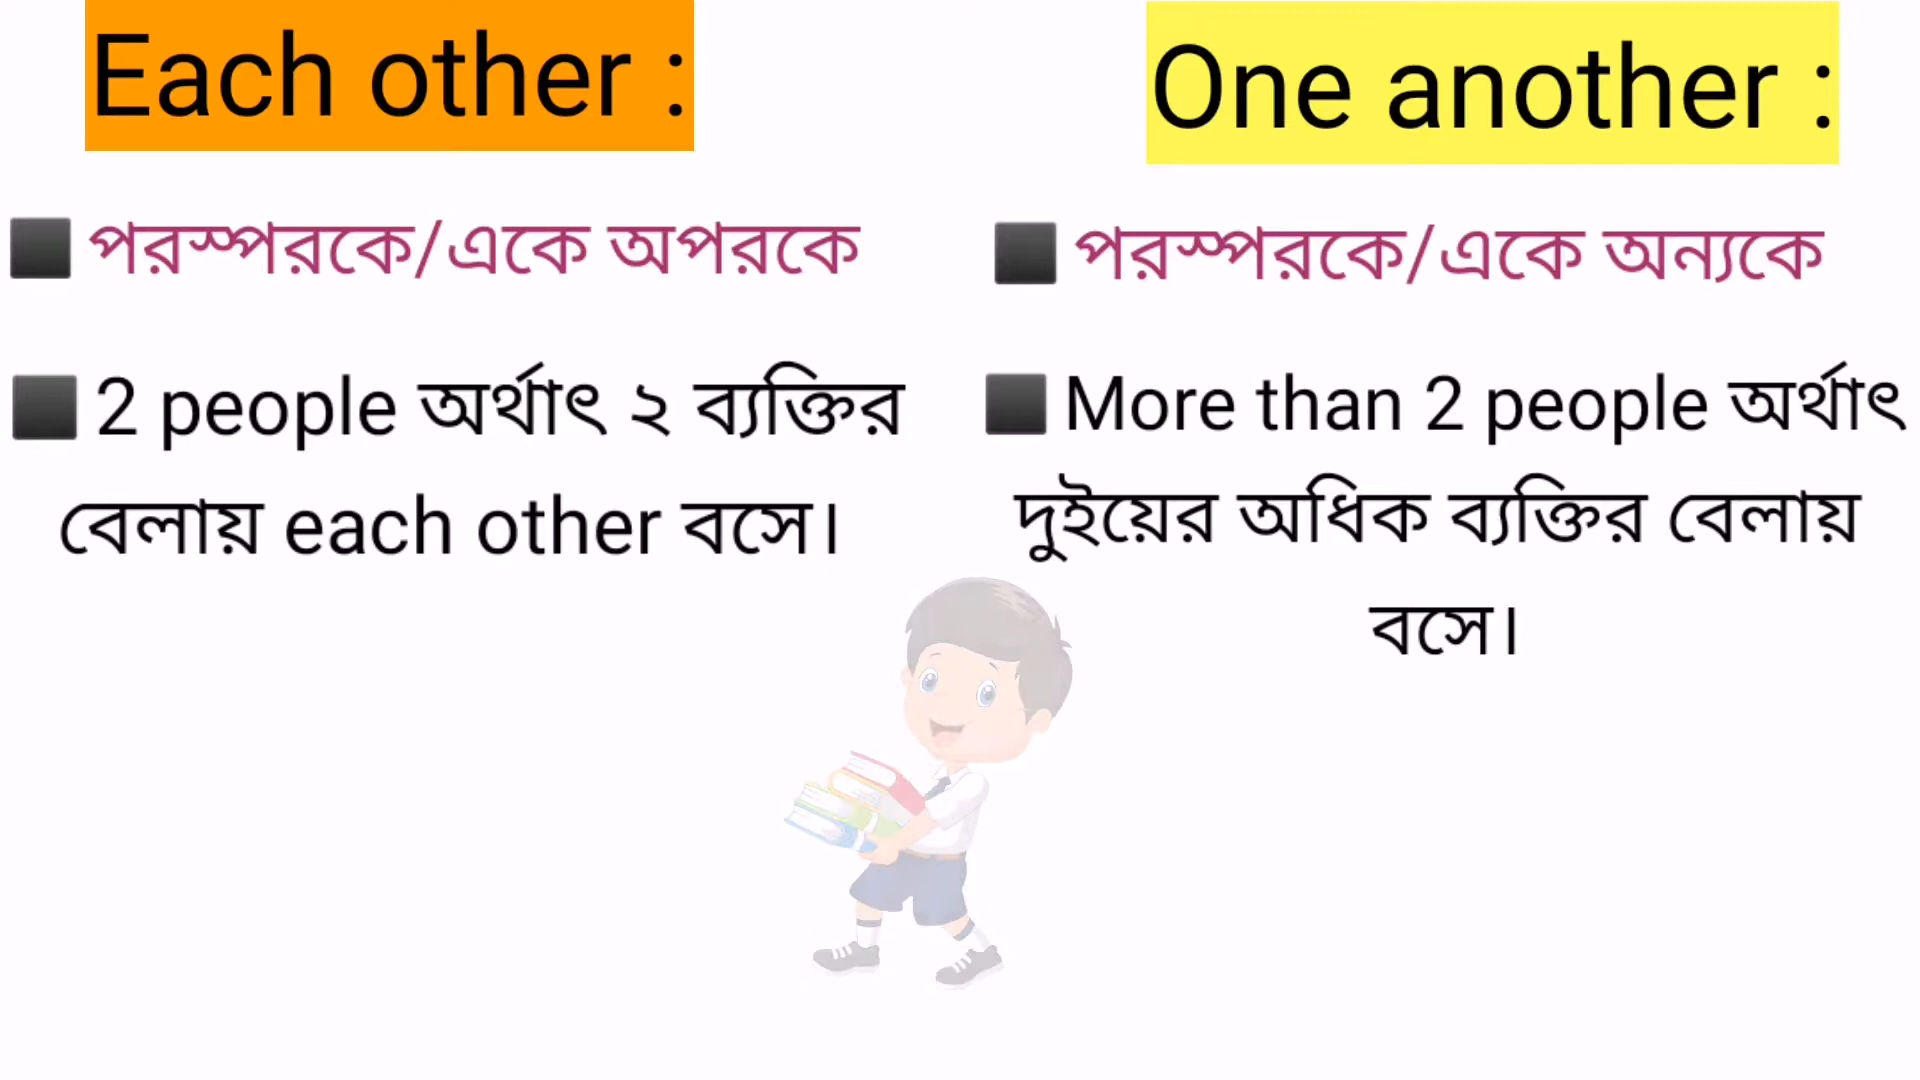 Each other :
■ পরস্পরকে/একে অপরকে
■ 2 people অর্থাৎ ২ ব্যক্তির
বেলায় each other বসে।
One another :
■ পরস্পরকে/একে অন্যকে
■ More than 2 people অর্থাৎ
দুইয়ের অধিক ব্যক্তির বেলায়
বসে।